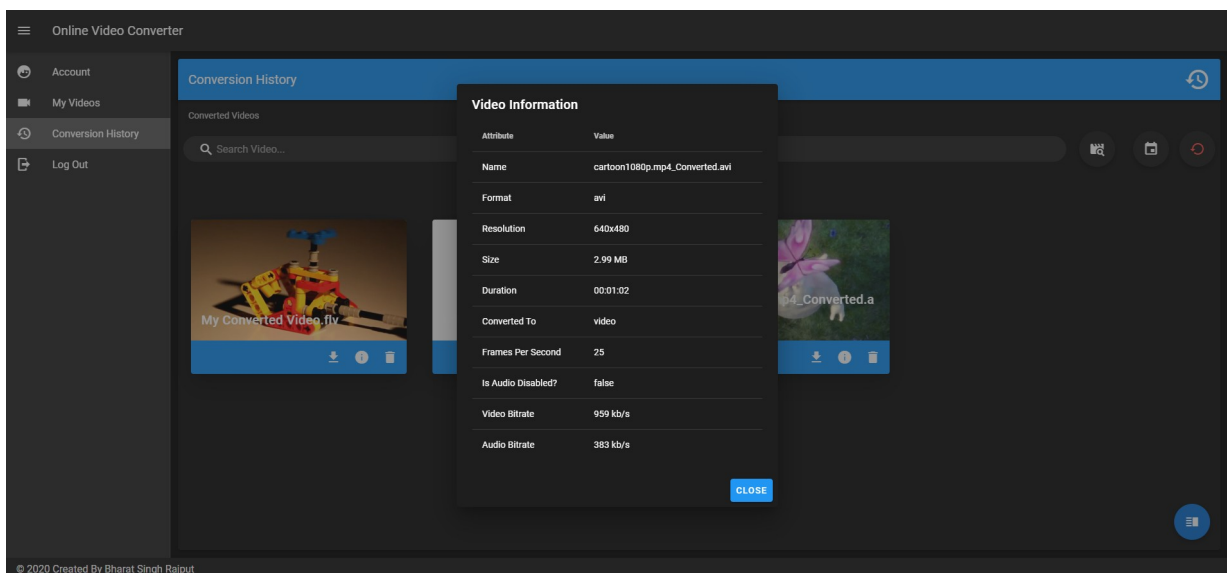 Online Video Converter
Account
My Videos
Conversion History
Log Out
Conversion History
Converted Videos
Search Video...
My Converted Video.flv
p4_Converted.a
Video Information
Attribute Value
Name cartoon1080p.mp4_Converted.avi
Format avi
Resolution 640x480
Size 2.99 MB
Duration 00:01:02
Converted To video
Frames Per Second 25
Is Audio Disabled? false
Video Bitrate 959 kb/s
Audio Bitrate 383 kb/s
CLOSE
© 2020 Created By Bharat Singh Rajput